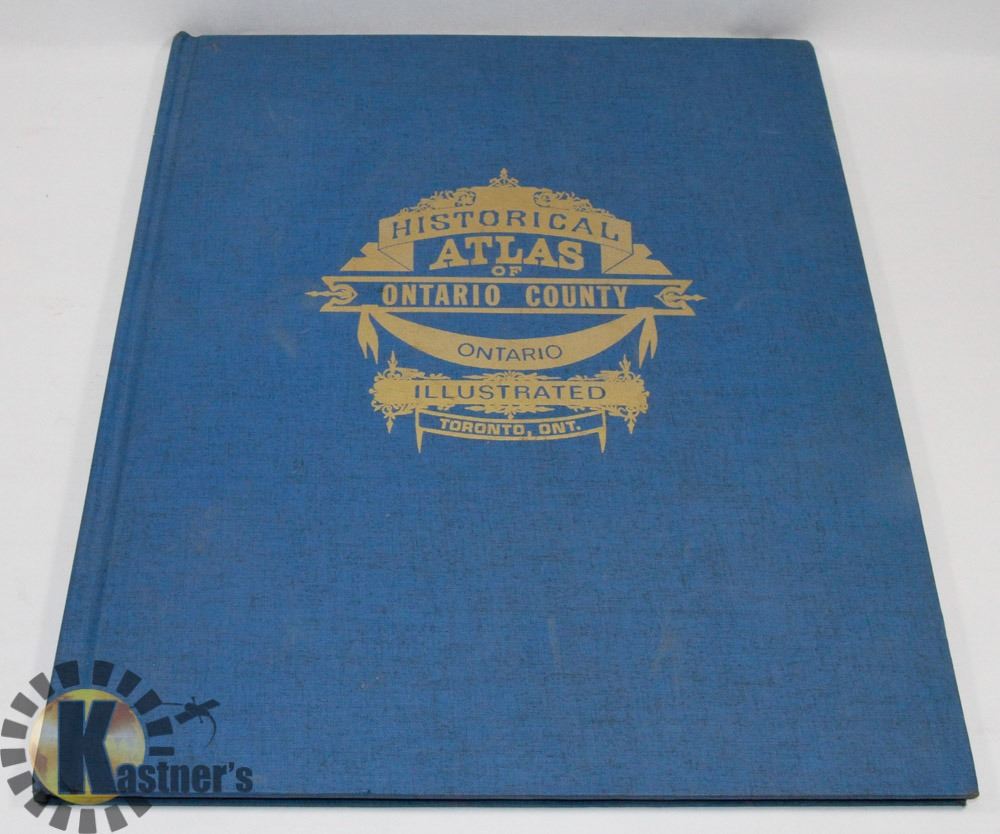 HISTORICAL
ATLAS
OF
ONTARIO COUNTY
ONTARIO
ILLUSTRATED
TORONTO, ONT.
Kastner's